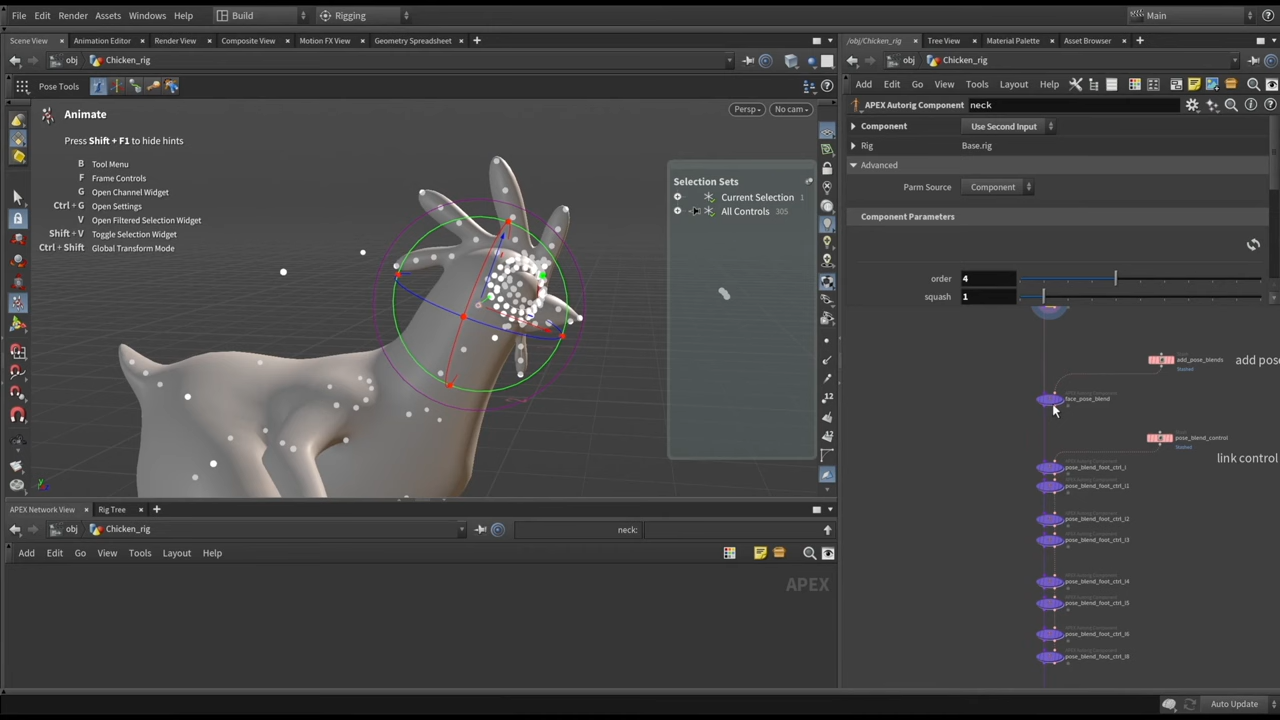 File Edit Render Assets Windows Help Build Rigging Main
Scene View Animation Editor Render View Composite View Motion FX View Geometry Spreadsheet
obj Chicken_rig
Pose Tools
Persp No cam
Animate
Press Shift + F1 to hide hints
B Tool Menu
F Frame Controls
G Open Channel Widget
Ctrl + G Open Settings
V Open Filtered Selection Widget
Shift + V Toggle Selection Widget
Ctrl + Shift Global Transform Mode
Selection Sets
Current Selection 1
All Controls 305
APEX Network View Rig Tree
obj Chicken_rig neck:
Add Edit Go View Tools Layout Help
APEX
/obj/Chicken_rig Tree View Material Palette Asset Browser
obj Chicken_rig
Add Edit Go View Tools Layout Help
APEX Autorig Component neck
Component Use Second Input
Rig Base.rig
Advanced
Parm Source Component
Component Parameters
order 4
squash 1
add_pose_blends
Stashed
add pose
face_pose_blend
pose_blend_control
Stashed
link control
APEX Autorig Component
pose_blend_foot_ctrl_l
pose_blend_foot_ctrl_l1
pose_blend_foot_ctrl_l2
pose_blend_foot_ctrl_l3
pose_blend_foot_ctrl_l4
pose_blend_foot_ctrl_l5
pose_blend_foot_ctrl_l6
pose_blend_foot_ctrl_l8
Auto Update